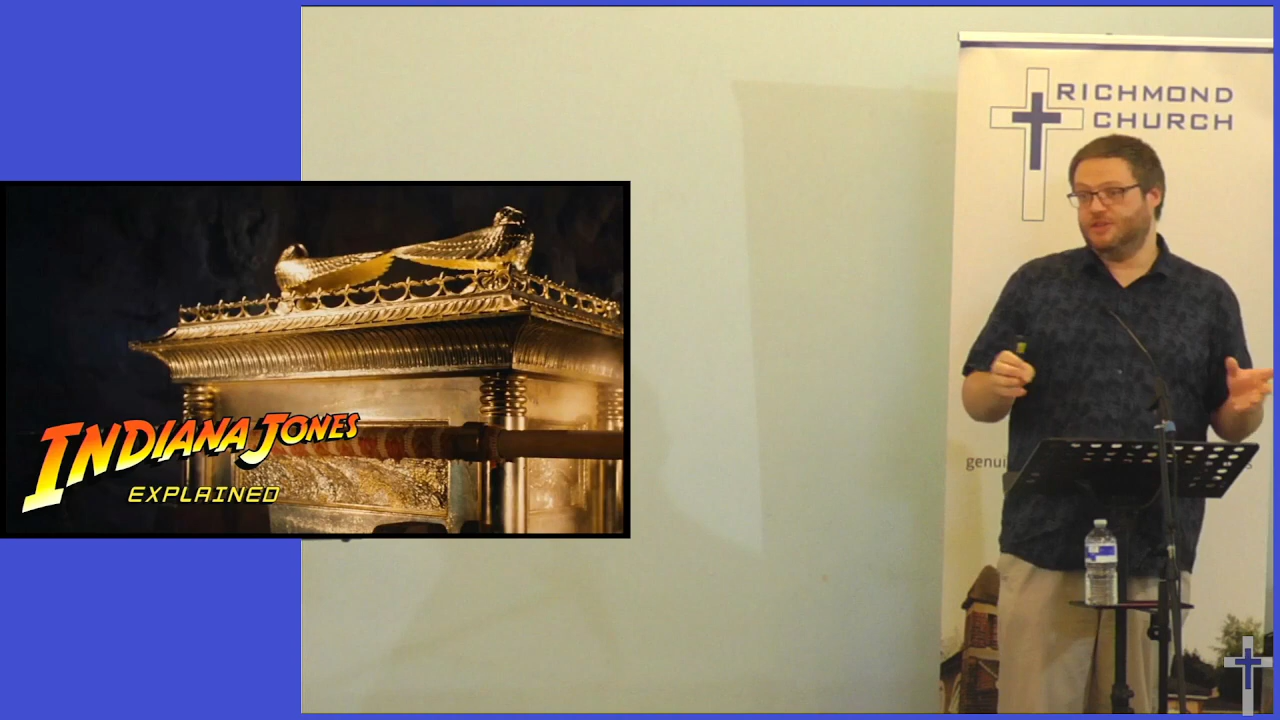 RICHMOND
CHURCH
INDIANA JONES
EXPLAINED
genui